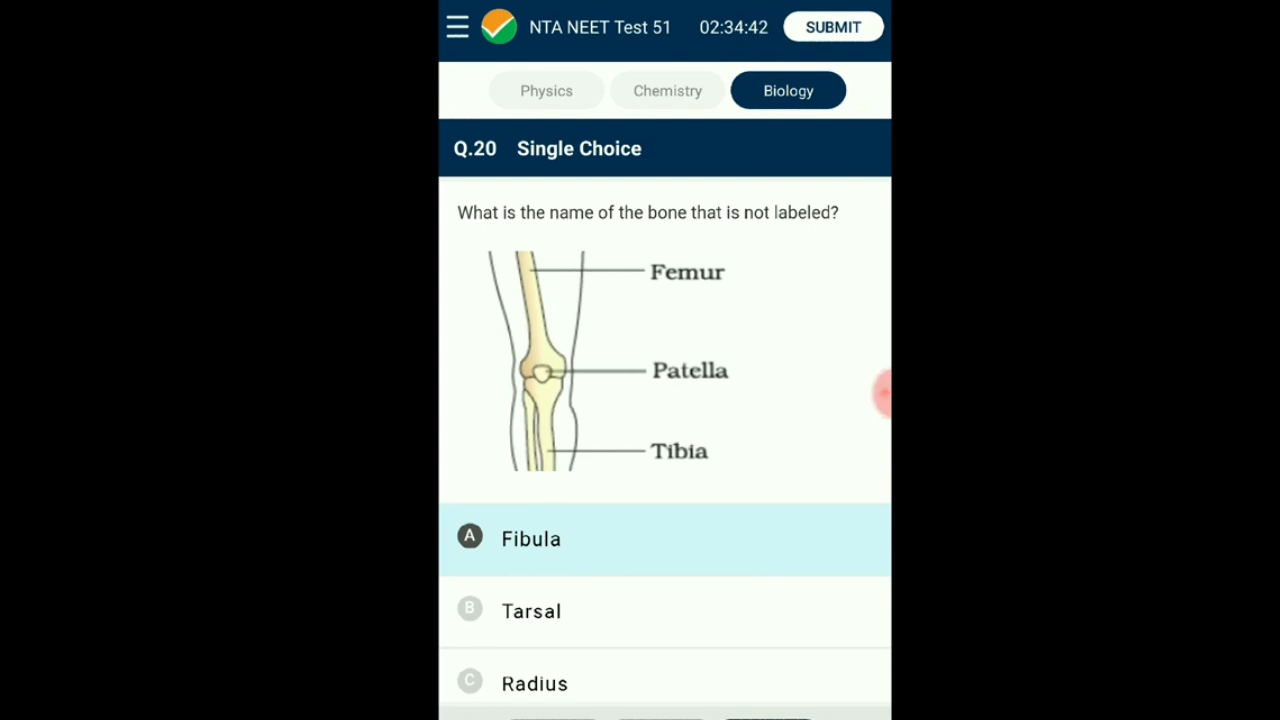 NTA NEET Test 51 02:34:42 SUBMIT
Physics Chemistry Biology
Q.20 Single Choice
What is the name of the bone that is not labeled?
Femur
Patella
Tibia
A Fibula
B Tarsal
C Radius